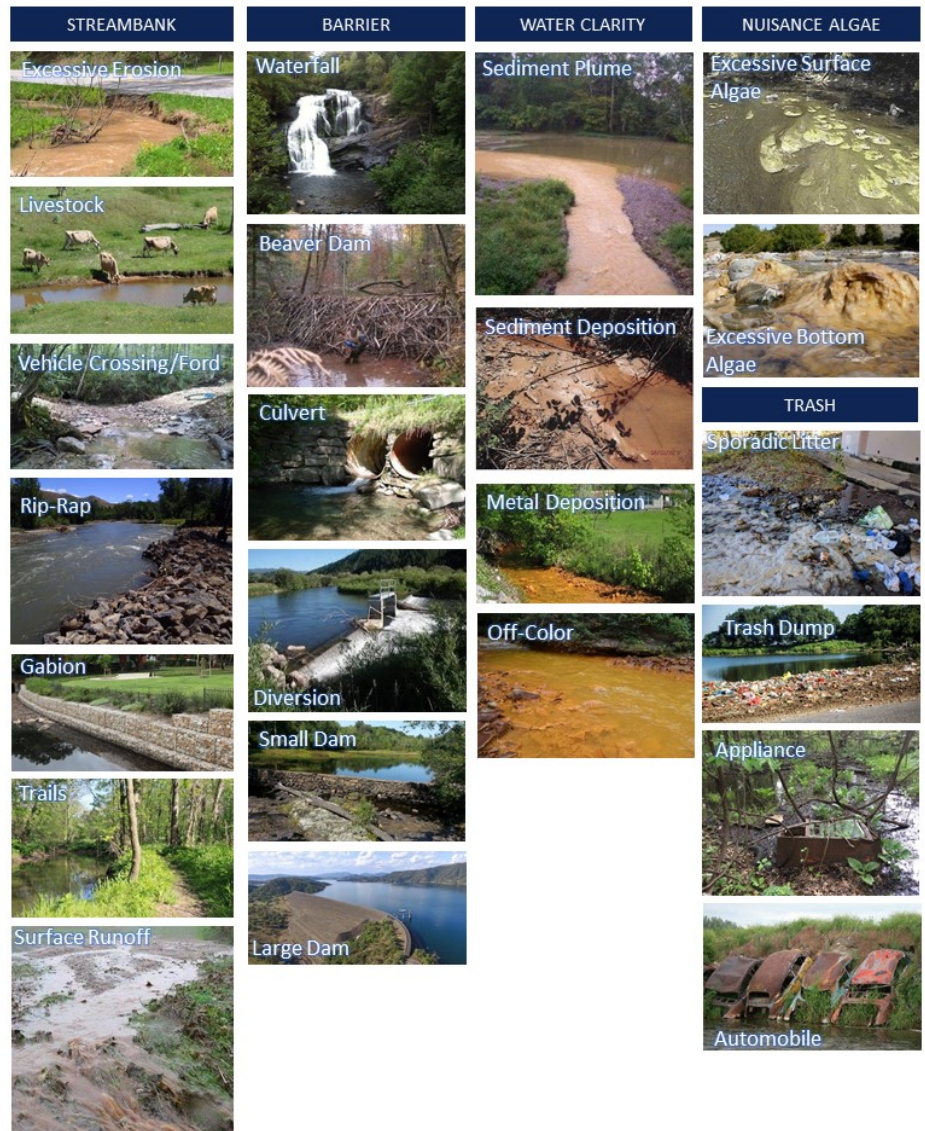 STREAMBANK
Excessive Erosion
Livestock
Vehicle Crossing/Ford
Rip-Rap
Gabion
Trails
Surface Runoff
BARRIER
Waterfall
Beaver Dam
Culvert
Diversion
Small Dam
Large Dam
WATER CLARITY
Sediment Plume
Sediment Deposition
Metal Deposition
Off-Color
NUISANCE ALGAE
Excessive Surface
Algae
Excessive Bottom
Algae
TRASH
Sporadic Litter
Trash Dump
Appliance
Automobile